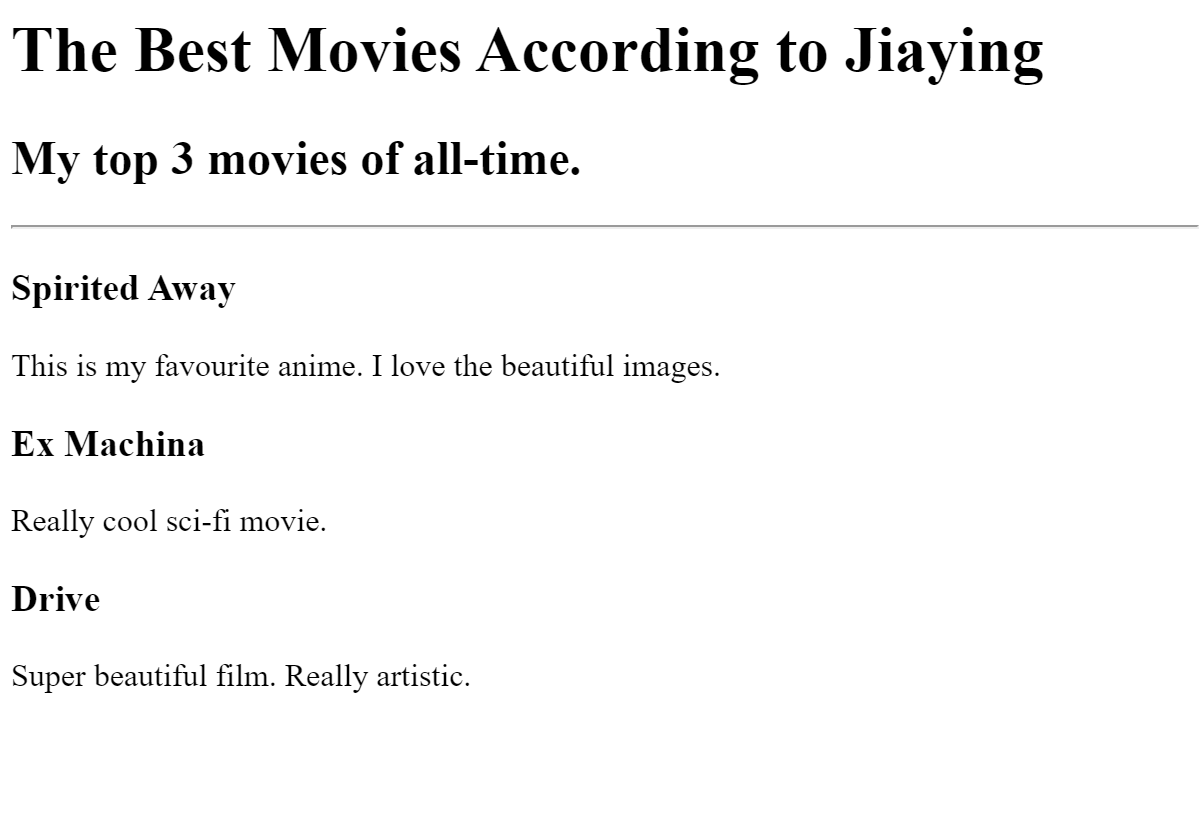 The Best Movies According to Jiaying
My top 3 movies of all-time.
Spirited Away
This is my favourite anime. I love the beautiful images.
Ex Machina
Really cool sci-fi movie.
Drive
Super beautiful film. Really artistic.